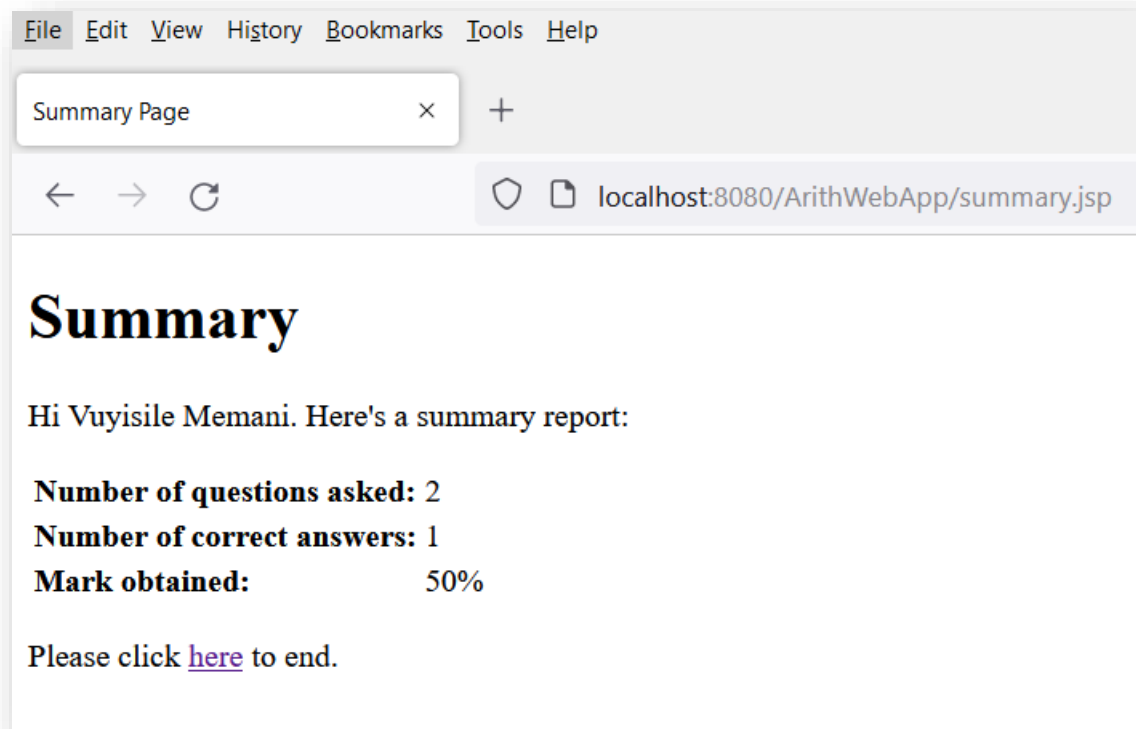 File Edit View History Bookmarks Tools Help
Summary Page
localhost:8080/ArithWebApp/summary.jsp
Summary
Hi Vuyisile Memani. Here's a summary report:
Number of questions asked: 2
Number of correct answers: 1
Mark obtained: 50%
Please click here to end.